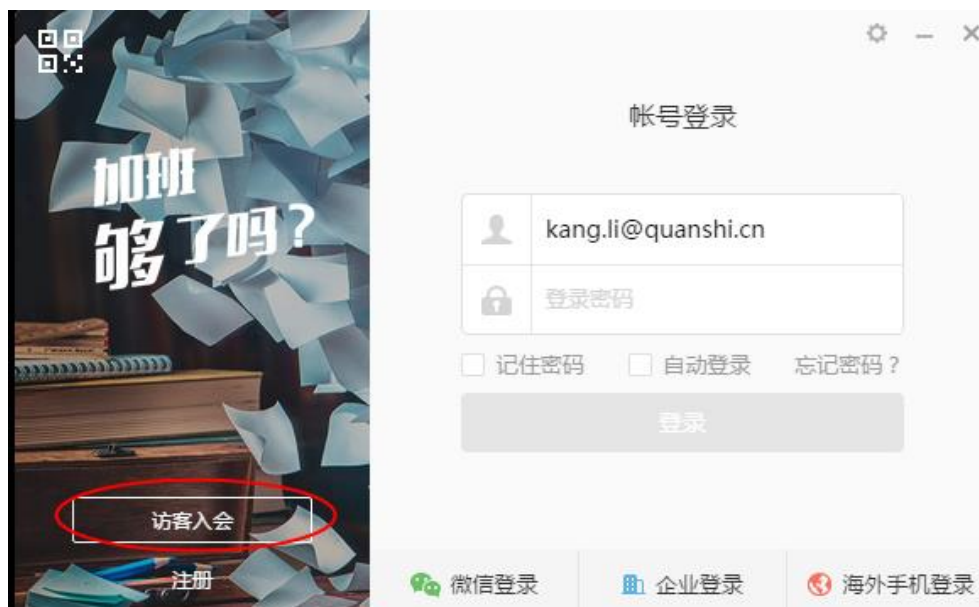 加班
够了吗？
访客入会
注册
帐号登录
kang.li@quanshi.cn
登录密码
记住密码 自动登录 忘记密码？
登录
微信登录 企业登录 海外手机登录